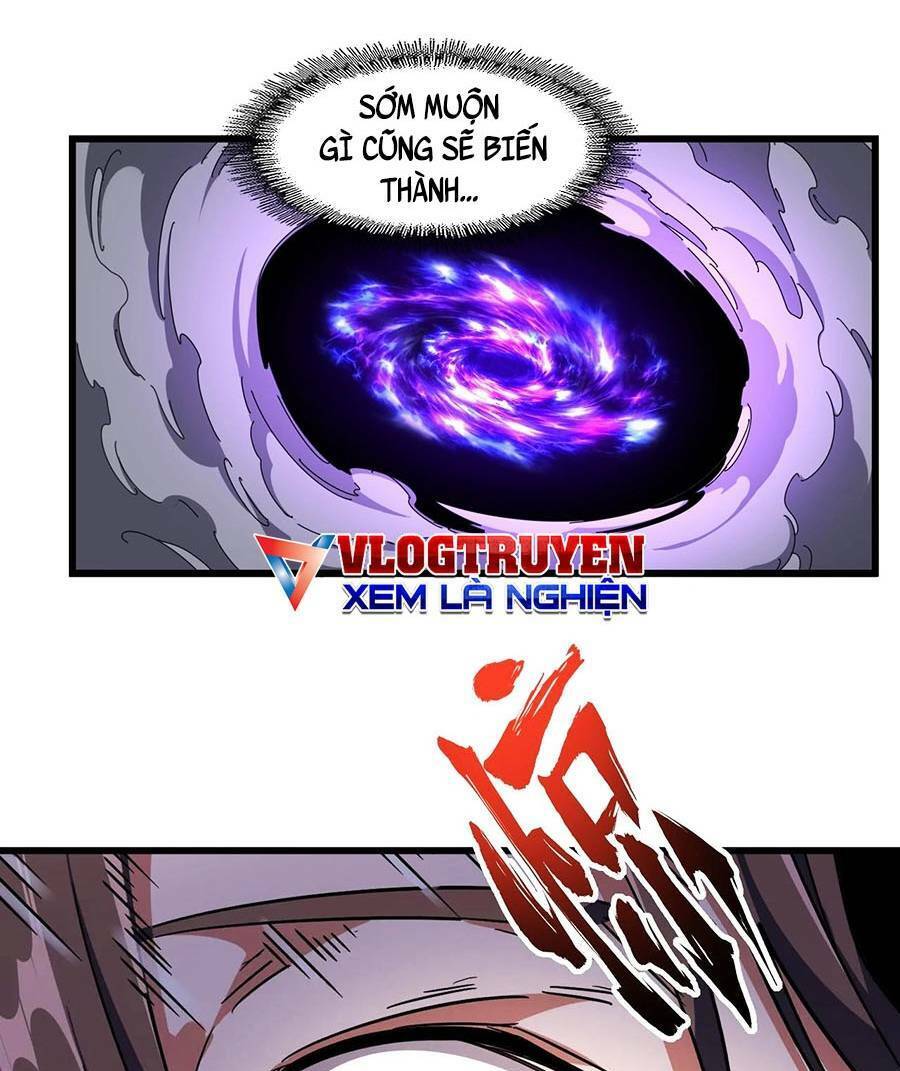 SỚM MUỘN
GÌ CŨNG SẼ BIẾN
THÀNH...
VLOGTRUYEN
XEM LÀ NGHIỆN